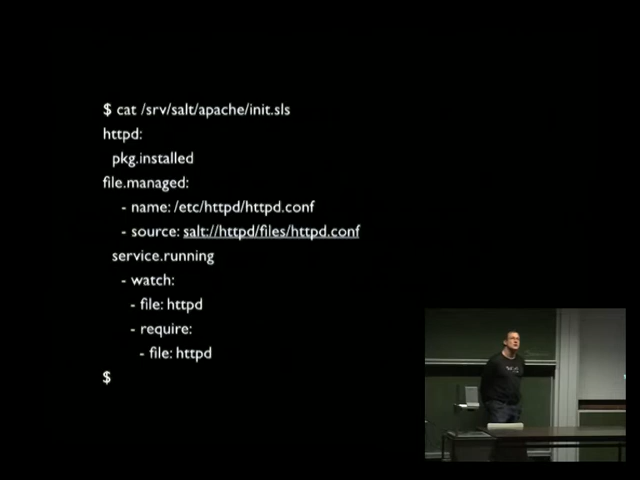 $ cat /srv/salt/apache/init.sls
httpd:
pkg.installed
file.managed:
- name: /etc/httpd/httpd.conf
- source: salt://httpd/files/httpd.conf
service.running
- watch:
- file: httpd
- require:
- file: httpd
$